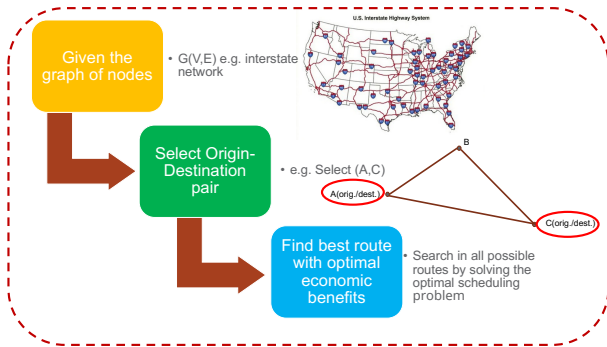 U.S. Interstate Highway System
Given the
graph of nodes
• G(V,E) e.g. interstate
network
Select Origin-
Destination
pair
• e.g. Select (A,C)
B
A(orig./dest.)
C(orig./dest.)
Find best route
with optimal
economic
benefits
• Search in all possible
routes by solving the
optimal scheduling
problem